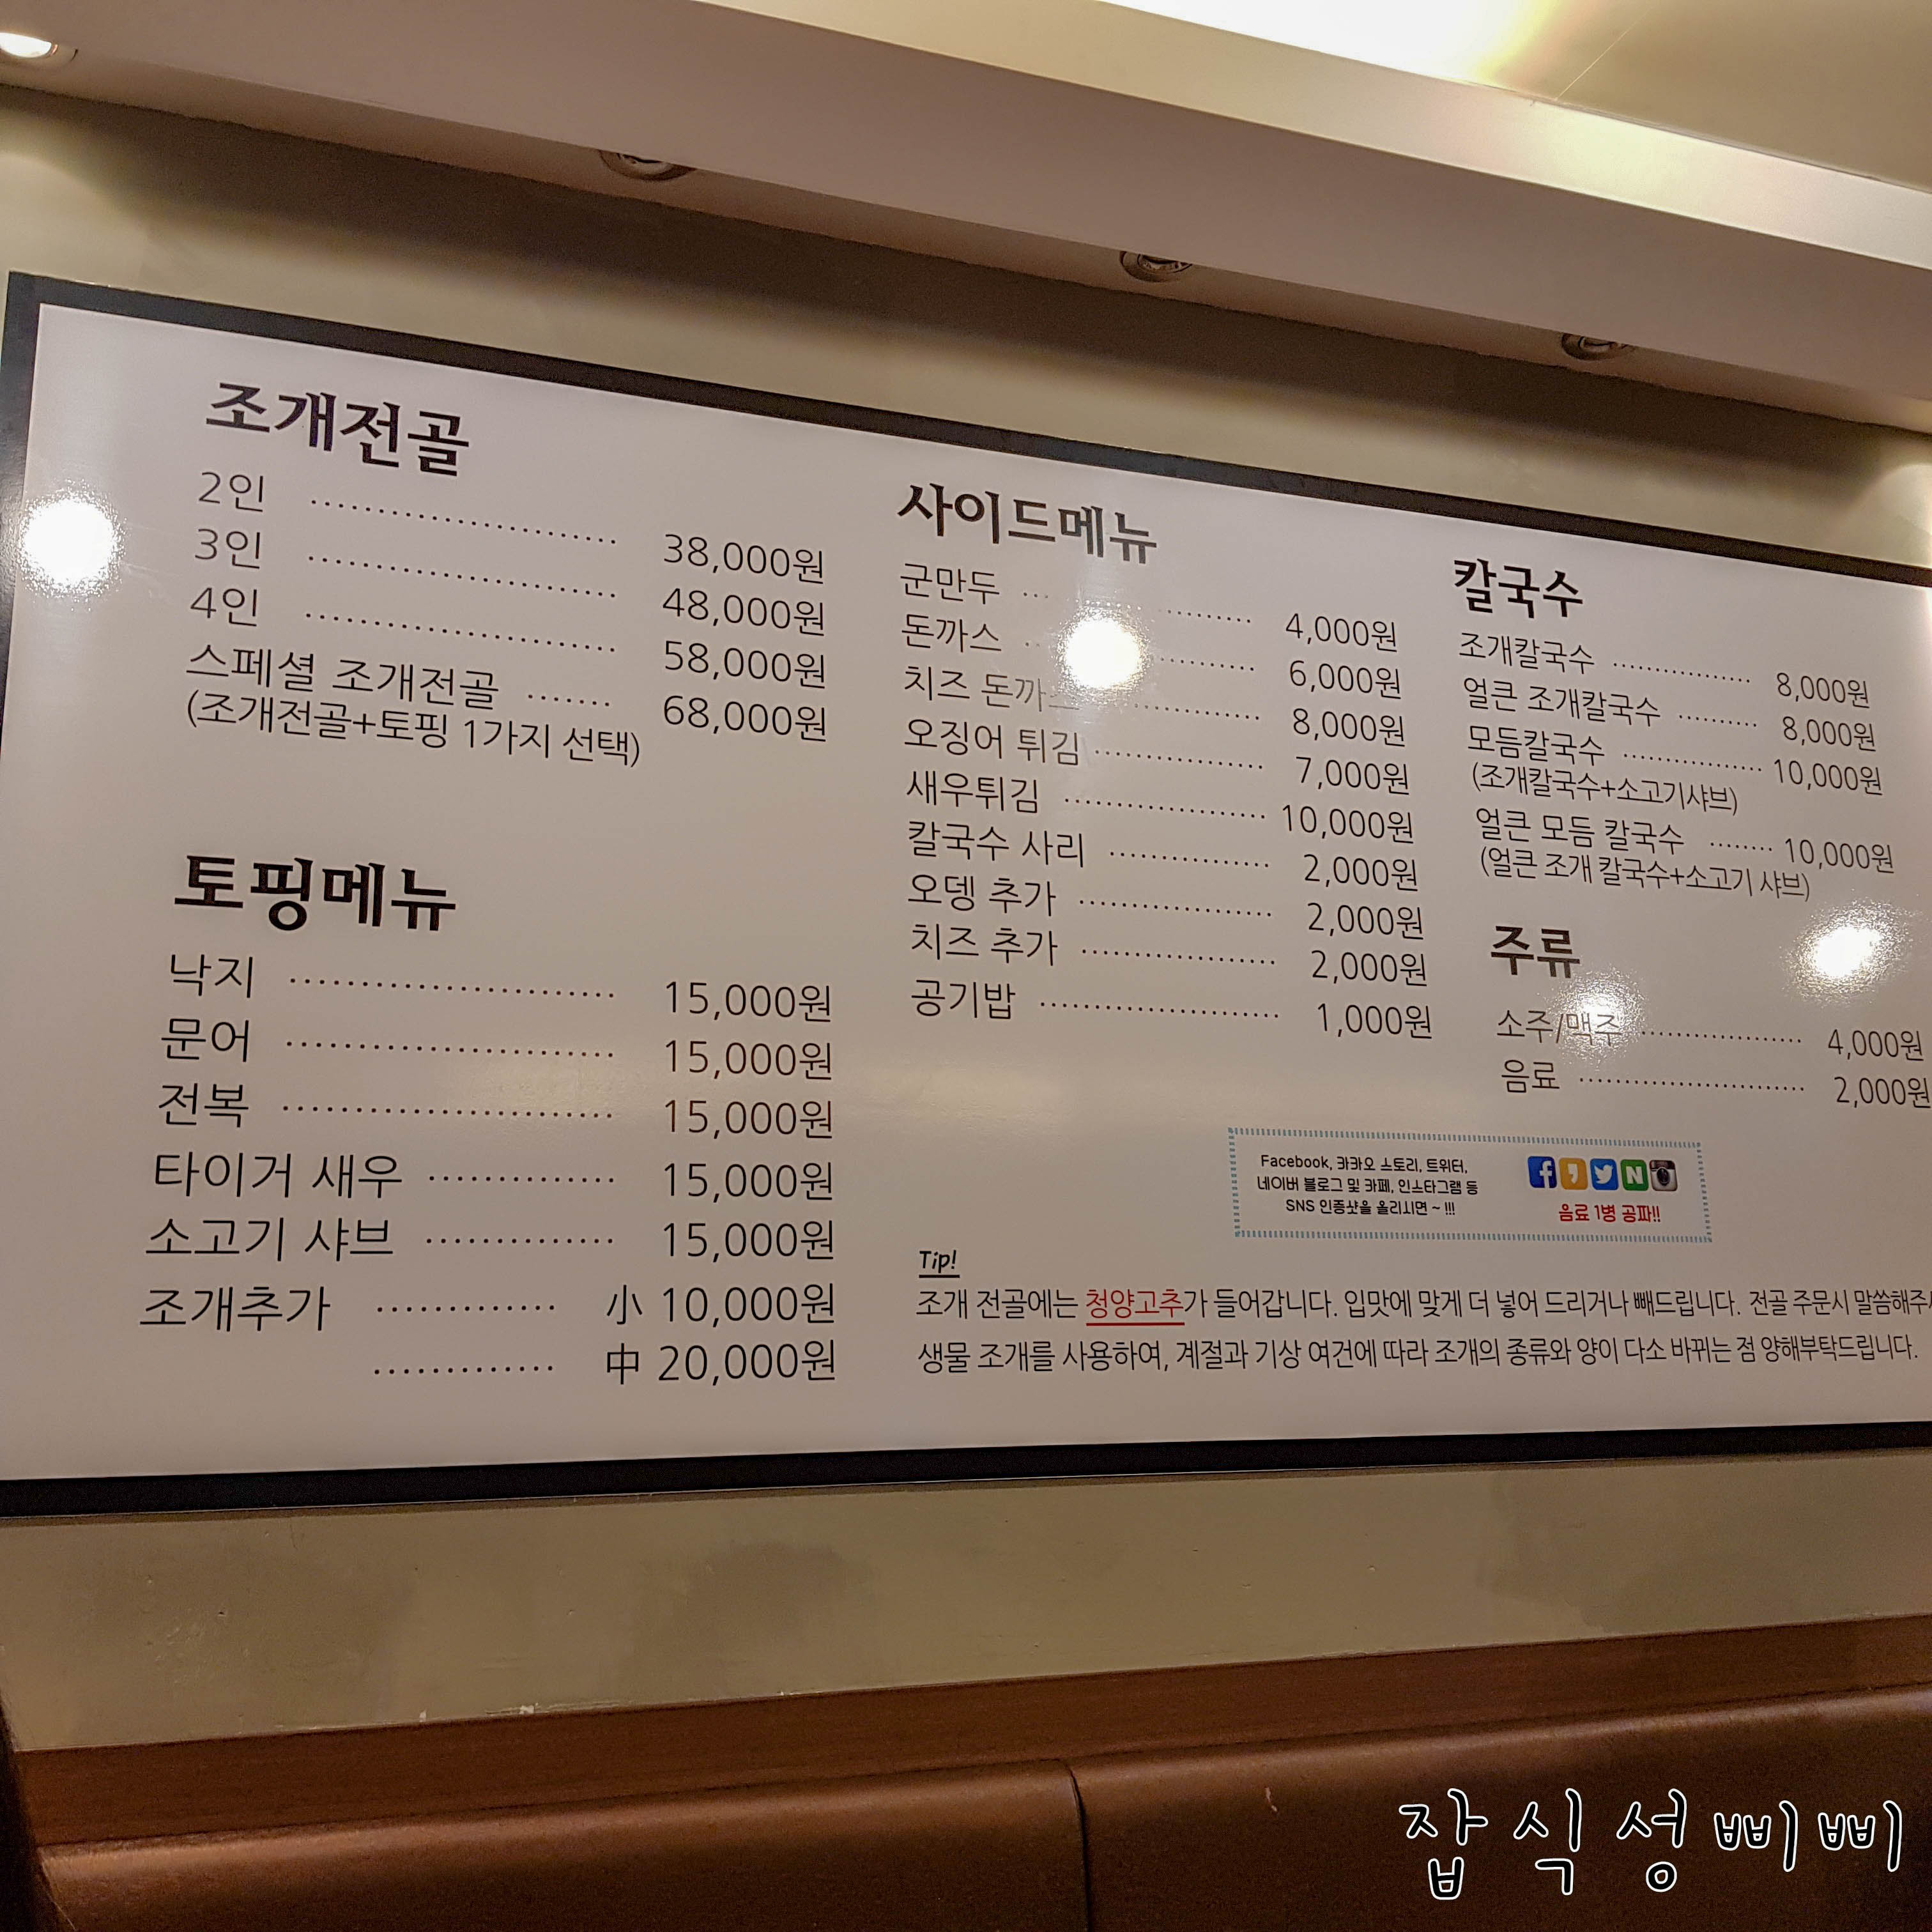 조개전골
2인 ........................ 38,000원
3인 ........................ 48,000원
4인 ........................ 58,000원
스페셜 조개전골 ....... 68,000원
(조개전골+토핑 1가지 선택)
토핑메뉴
낙지 ........................ 15,000원
문어 ........................ 15,000원
전복 ........................ 15,000원
타이거 새우 .............. 15,000원
소고기 샤브 .............. 15,000원
조개추가 ............. 小 10,000원
............. 中 20,000원
사이드메뉴
군만두 ........................ 4,000원
돈까스 ........................ 6,000원
치즈 돈까스 .............. 8,000원
오징어 튀김 .............. 7,000원
새우튀김 .................. 10,000원
칼국수 사리 .............. 2,000원
오뎅 추가 .................. 2,000원
치즈 추가 .................. 2,000원
공기밥 ...................... 1,000원
칼국수
조개칼국수 ................ 8,000원
얼큰 조개칼국수 .......... 8,000원
모듬칼국수 ................ 10,000원
(조개칼국수+소고기샤브)
얼큰 모듬 칼국수 ........ 10,000원
(얼큰 조개 칼국수+소고기 샤브)
주류
소주/맥주 .................. 4,000원
음료 .......................... 2,000원
Facebook, 카카오 스토리, 트위터,
네이버 블로그 및 카페, 인스타그램 등
SNS 인증샷을 올리시면 ~ !!!
음료 1병 공짜!!
Tip!
조개 전골에는 청양고추가 들어갑니다. 입맛에 맞게 더 넣어 드리거나 빼드립니다. 전골 주문시 말씀해주
생물 조개를 사용하여, 계절과 기상 여건에 따라 조개의 종류와 양이 다소 바뀌는 점 양해부탁드립니다.
잡식성삐삐